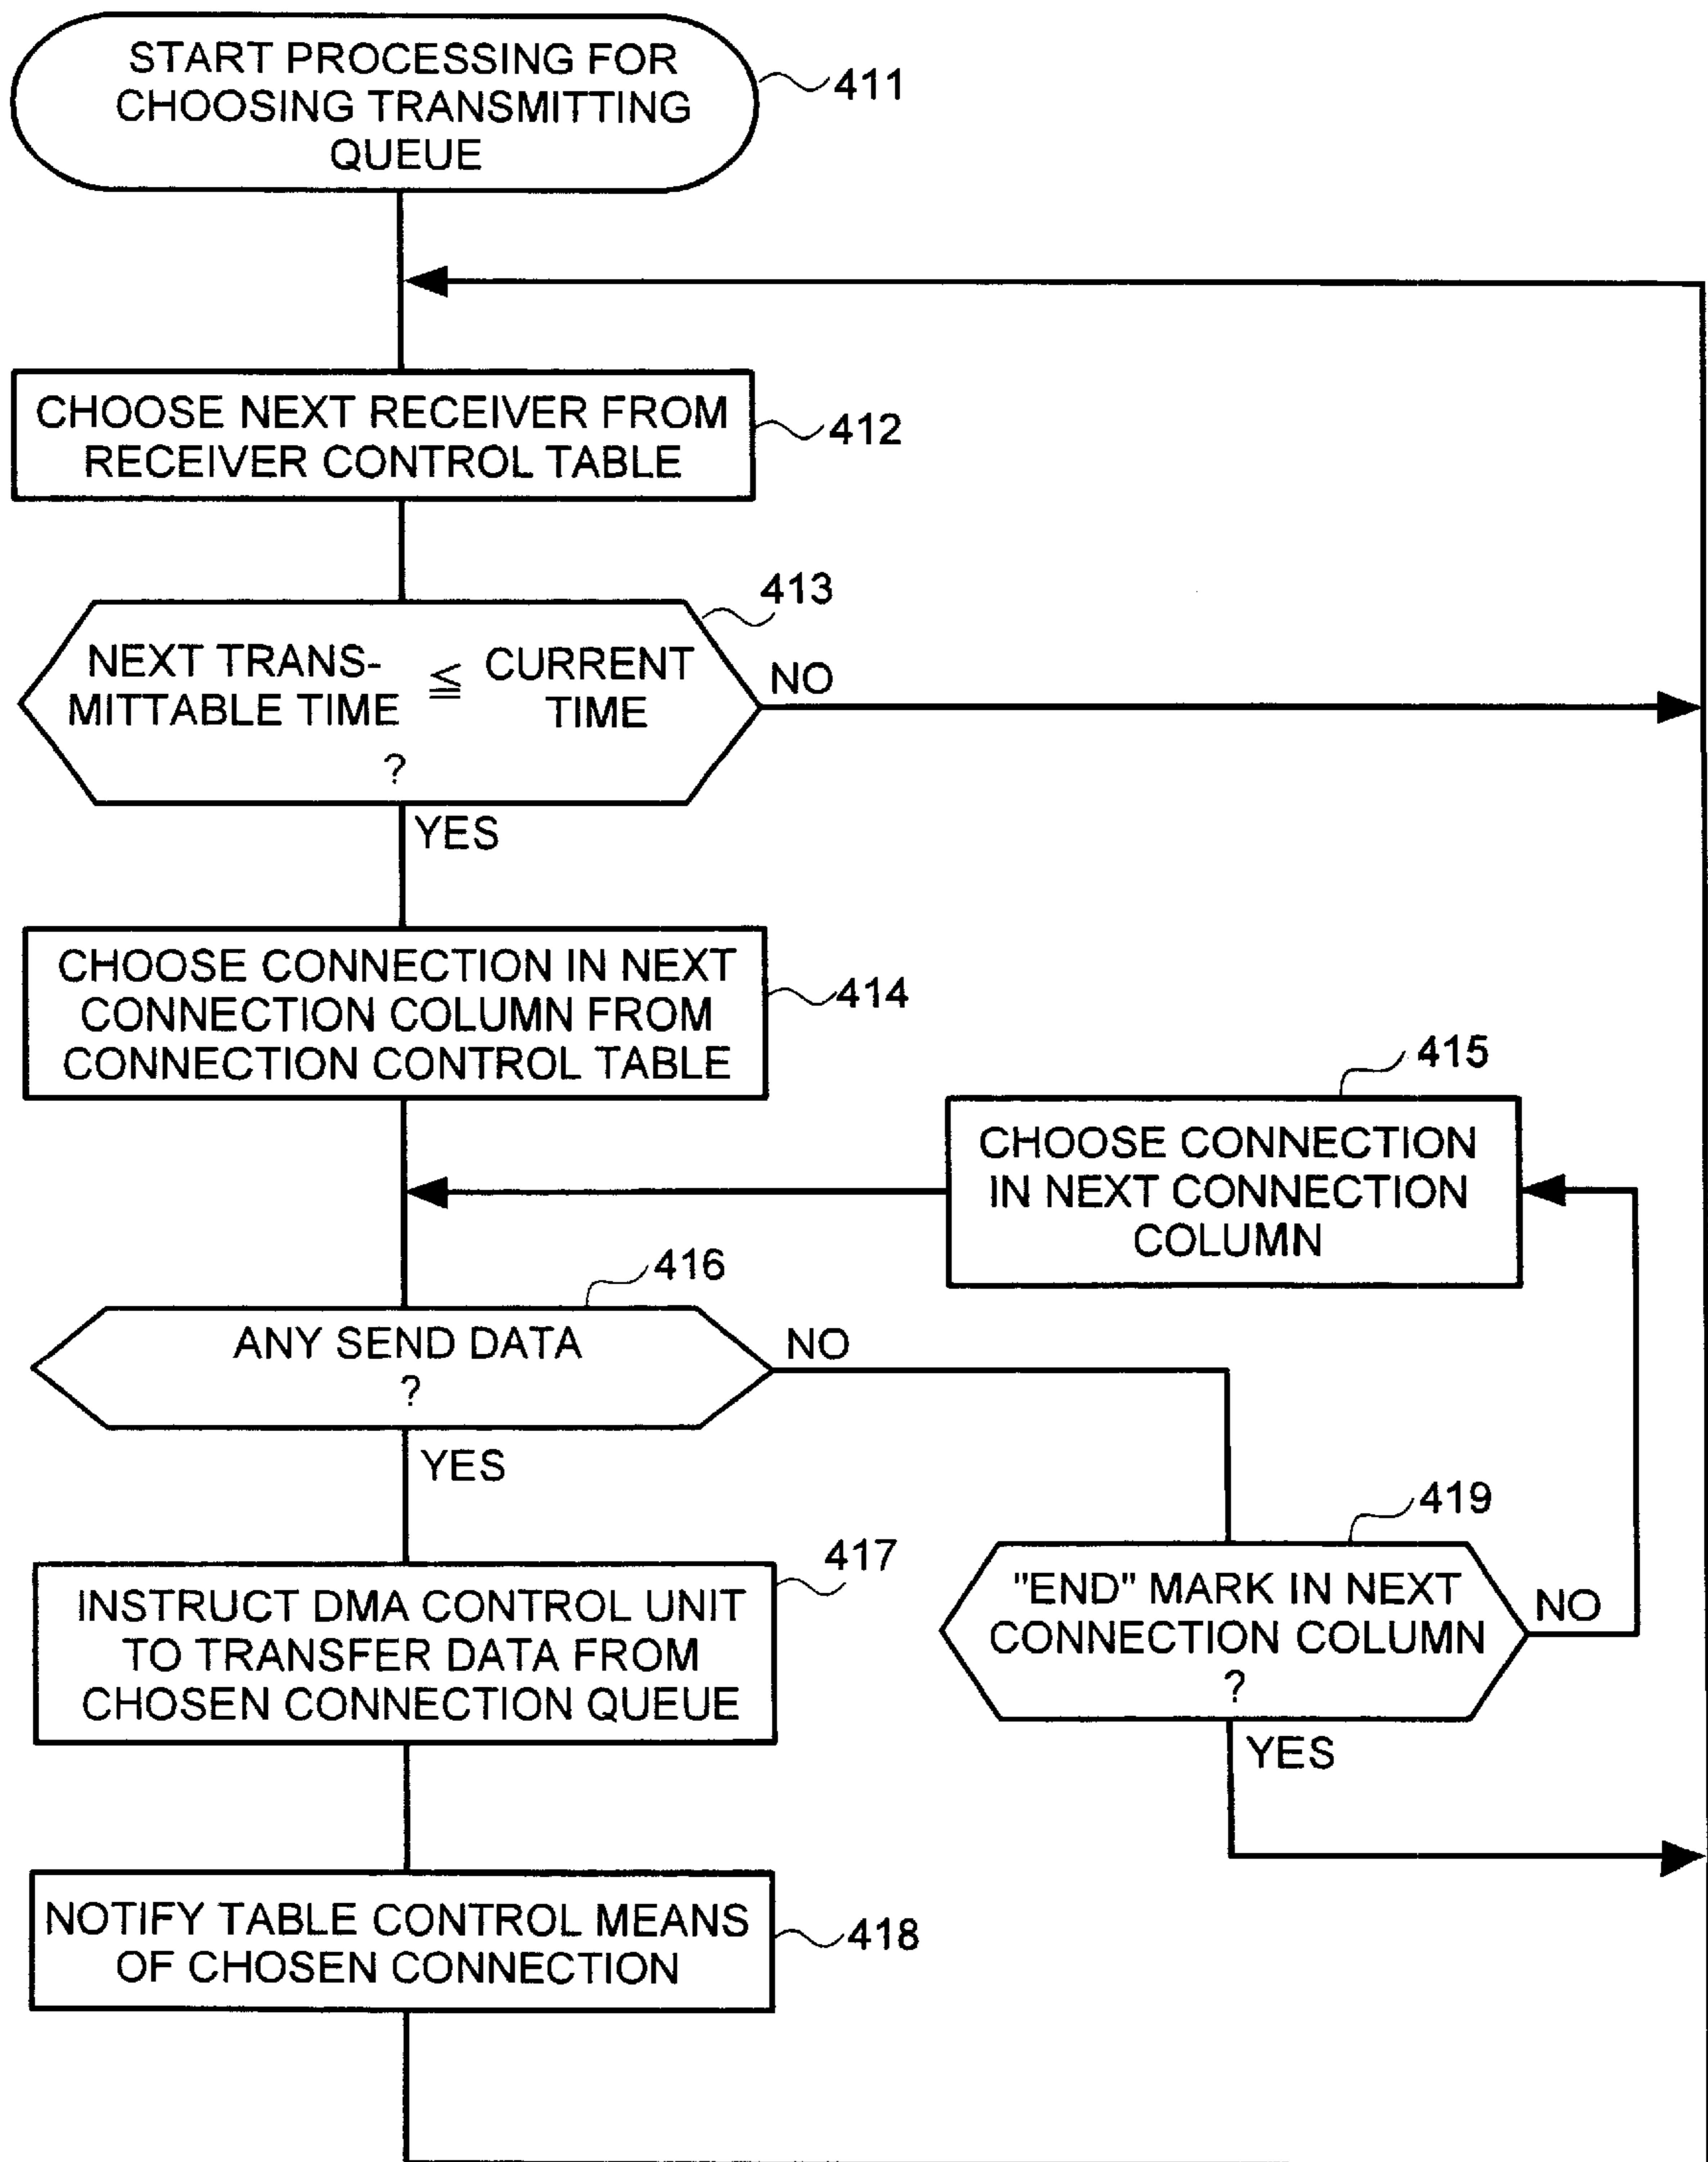 START PROCESSING FOR
CHOOSING TRANSMITTING
QUEUE
411
CHOOSE NEXT RECEIVER FROM
RECEIVER CONTROL TABLE
412
413
NEXT TRANS-
MITTABLE TIME
≦
CURRENT
TIME
?
NO
YES
CHOOSE CONNECTION IN NEXT
CONNECTION COLUMN FROM
CONNECTION CONTROL TABLE
414
415
CHOOSE CONNECTION
IN NEXT CONNECTION
COLUMN
416
ANY SEND DATA
?
NO
YES
417
INSTRUCT DMA CONTROL UNIT
TO TRANSFER DATA FROM
CHOSEN CONNECTION QUEUE
419
"END" MARK IN NEXT
CONNECTION COLUMN
?
NO
YES
NOTIFY TABLE CONTROL MEANS
OF CHOSEN CONNECTION
418